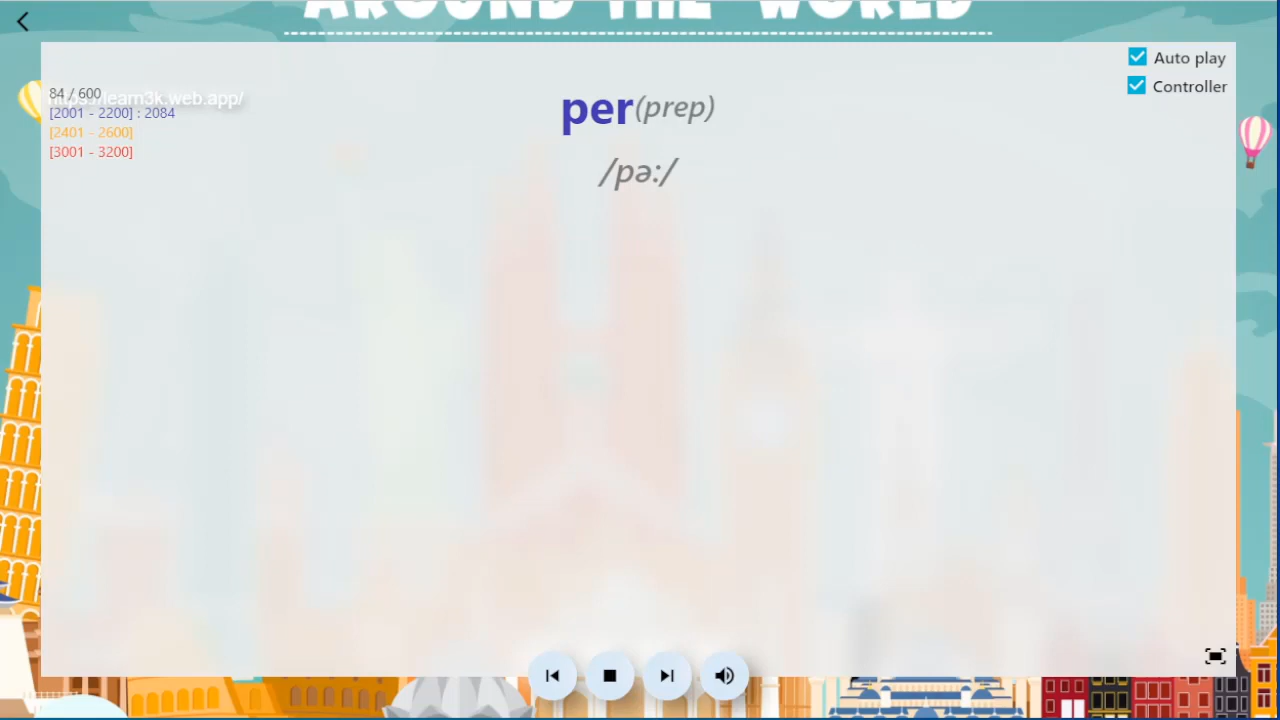 AROUND THE WORLD
Auto play
Controller
84 / 600
https://learn3k.web.app/
[2001 - 2200] : 2084
[2401 - 2600]
[3001 - 3200]
per(prep)
/pə:/